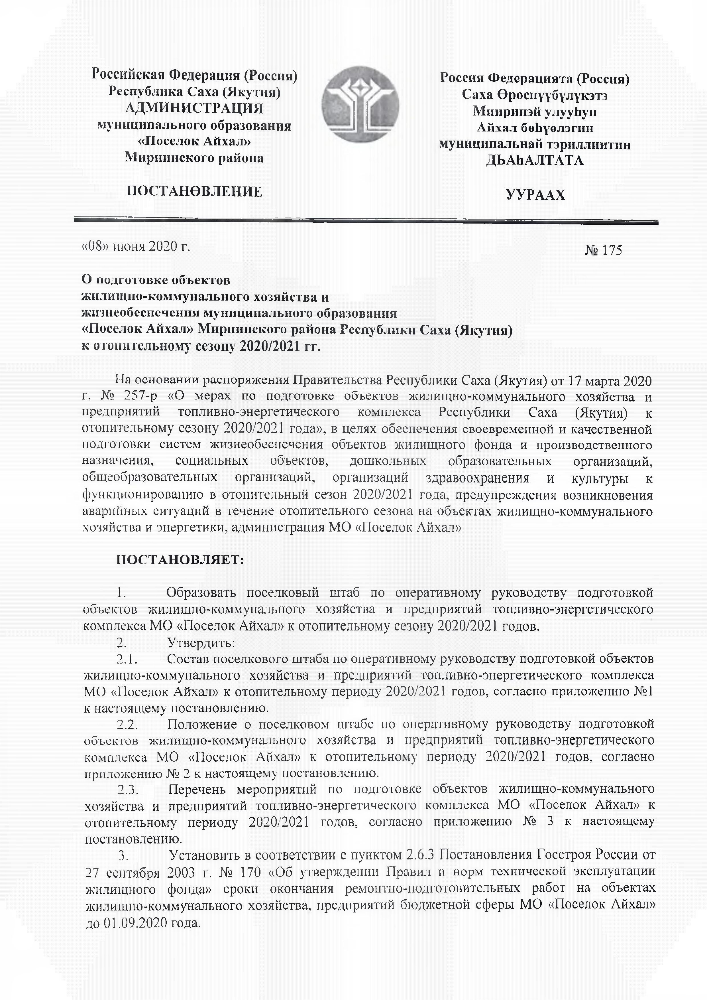 Российская Федерация (Россия)
Республика Саха (Якутия)
АДМИНИСТРАЦИЯ
муниципального образования
«Поселок Айхал»
Мирнинского района
ПОСТАНӨВЛЕНИЕ
Россия Федерацията (Россия)
Саха Өроспүүбүлүкэтэ
Мииринэй улууһун
Айхал бөһүөлэгин
муниципальнай тэриллиитин
ДЬАһАЛТАТА
УУРААХ
«08» июня 2020 г.
№ 175
О подготовке объектов
жилищно-коммунального хозяйства и
жизнеобеспечения муниципального образования
«Поселок Айхал» Мирнинского района Республики Саха (Якутия)
к отопительному сезону 2020/2021 гг.
На основании распоряжения Правительства Республики Саха (Якутия) от 17 марта 2020
г. № 257-р «О мерах по подготовке объектов жилищно-коммунального хозяйства и
предприятий топливно-энергетического комплекса Республики Саха (Якутия) к
отопительному сезону 2020/2021 года», в целях обеспечения своевременной и качественной
подготовки систем жизнеобеспечения объектов жилищного фонда и производственного
назначения, социальных объектов, дошкольных образовательных организаций,
общеобразовательных организаций, организаций здравоохранения и культуры к
функционированию в отопительный сезон 2020/2021 года, предупреждения возникновения
аварийных ситуаций в течение отопительного сезона на объектах жилищно-коммунального
хозяйства и энергетики, администрация МО «Поселок Айхал»
ПОСТАНОВЛЯЕТ:
1. Образовать поселковый штаб по оперативному руководству подготовкой
объектов жилищно-коммунального хозяйства и предприятий топливно-энергетического
комплекса МО «Поселок Айхал» к отопительному сезону 2020/2021 годов.
2. Утвердить:
2.1. Состав поселкового штаба по оперативному руководству подготовкой объектов
жилищно-коммунального хозяйства и предприятий топливно-энергетического комплекса
МО «Поселок Айхал» к отопительному периоду 2020/2021 годов, согласно приложению №1
к настоящему постановлению.
2.2. Положение о поселковом штабе по оперативному руководству подготовкой
объектов жилищно-коммунального хозяйства и предприятий топливно-энергетического
комплекса МО «Поселок Айхал» к отопительному периоду 2020/2021 годов, согласно
приложению № 2 к настоящему постановлению.
2.3. Перечень мероприятий по подготовке объектов жилищно-коммунального
хозяйства и предприятий топливно-энергетического комплекса МО «Поселок Айхал» к
отопительному периоду 2020/2021 годов, согласно приложению № 3 к настоящему
постановлению.
3. Установить в соответствии с пунктом 2.6.3 Постановления Госстроя России от
27 сентября 2003 г. № 170 «Об утверждении Правил и норм технической эксплуатации
жилищного фонда» сроки окончания ремонтно-подготовительных работ на объектах
жилищно-коммунального хозяйства, предприятий бюджетной сферы МО «Поселок Айхал»
до 01.09.2020 года.